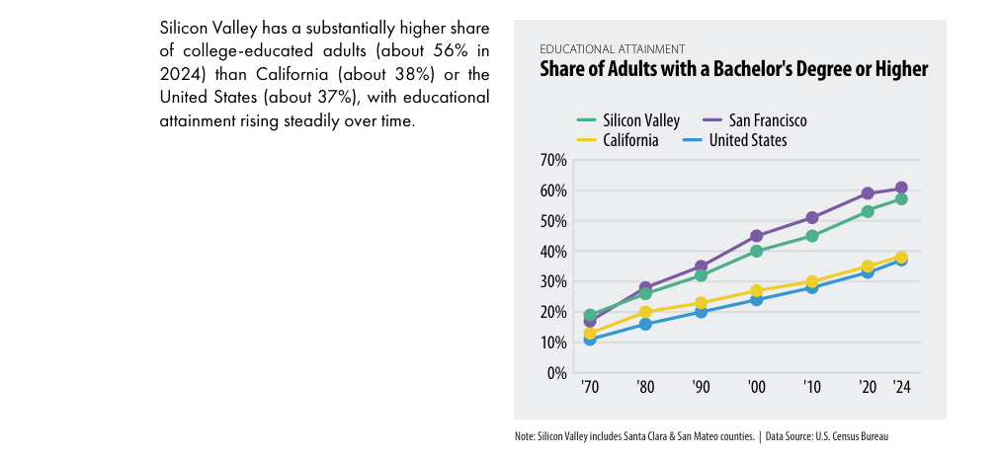 Silicon Valley has a substantially higher share
of college-educated adults (about 56% in
2024) than California (about 38%) or the
United States (about 37%), with educational
attainment rising steadily over time.
EDUCATIONAL ATTAINMENT
Share of Adults with a Bachelor's Degree or Higher
Silicon Valley San Francisco
California United States
70%
60%
50%
40%
30%
20%
10%
0%
'70 '80 '90 '00 '10 '20 '24
Note: Silicon Valley includes Santa Clara & San Mateo counties. | Data Source: U.S. Census Bureau